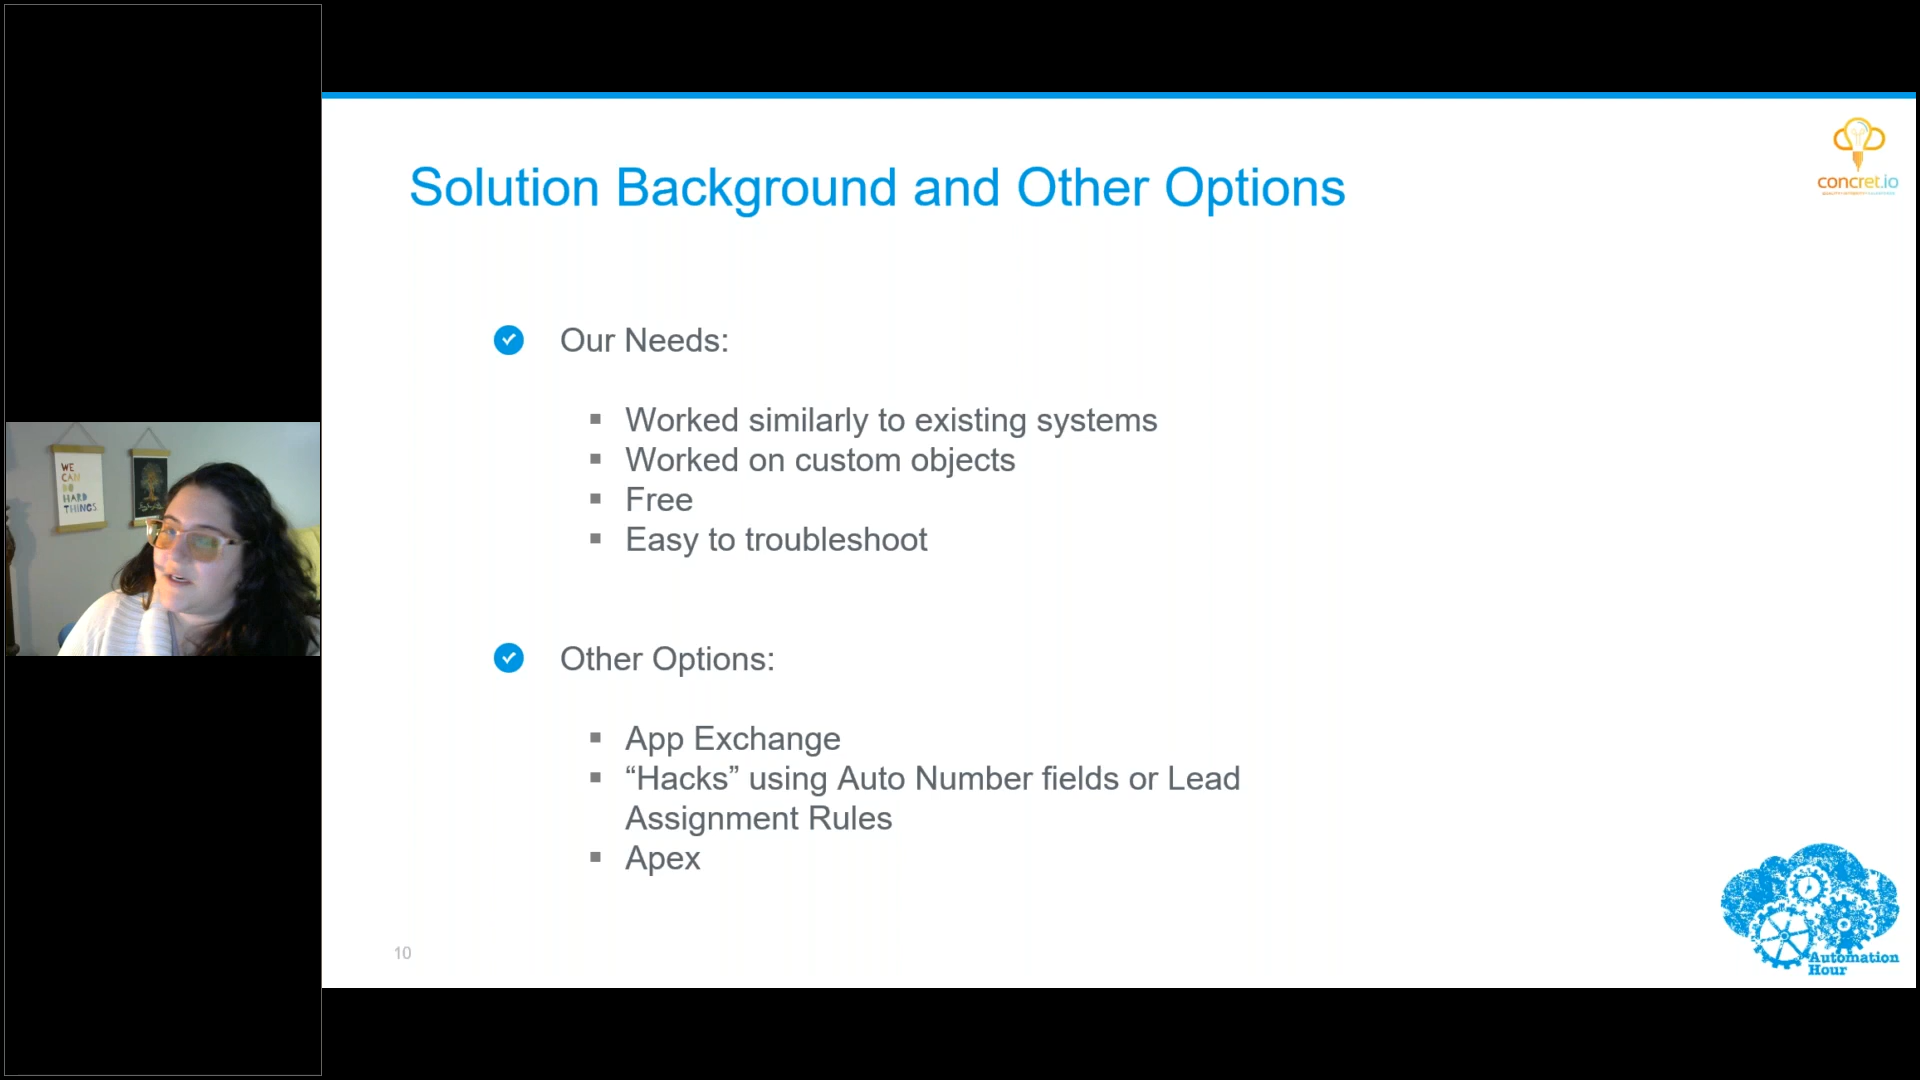 Solution Background and Other Options
concret.io
Our Needs:
Worked similarly to existing systems
Worked on custom objects
Free
Easy to troubleshoot
Other Options:
App Exchange
“Hacks” using Auto Number fields or Lead
Assignment Rules
Apex
10
Automation
Hour
WE
CAN
DO
HARD
THINGS